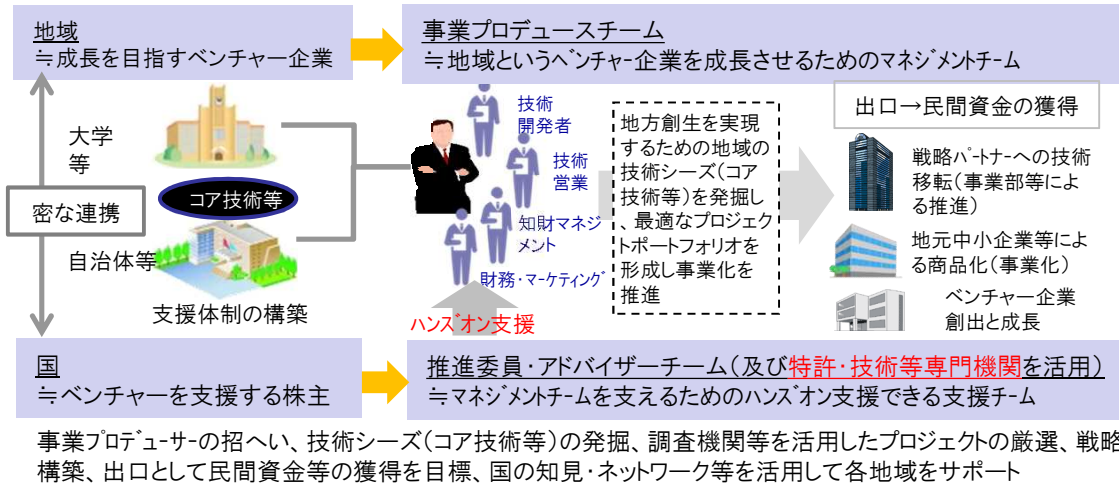 地域
≒成長を目指すベンチャー企業
事業プロデュースチーム
≒地域というベンチャー企業を成長させるためのマネジメントチーム
大学
等
密な連携
自治体等
コア技術等
支援体制の構築
技術
開発者
技術
営業
知財マネジ
メント
財務・マーケティング
ハンズオン支援
地方創生を実現
するための地域の
技術シーズ(コア
技術等)を発掘し
、最適なプロジェク
トポートフォリオを
形成し事業化を
推進
出口→民間資金の獲得
戦略パートナーへの技術
移転(事業部等によ
る推進)
地元中小企業等によ
る商品化(事業化)
ベンチャー企業
創出と成長
国
≒ベンチャーを支援する株主
推進委員・アドバイザーチーム(及び特許・技術等専門機関を活用)
≒マネジメントチームを支えるためのハンズオン支援できる支援チーム
事業プロデューサーの招へい、技術シーズ(コア技術等)の発掘、調査機関等を活用したプロジェクトの厳選、戦略
構築、出口として民間資金等の獲得を目標、国の知見・ネットワーク等を活用して各地域をサポート